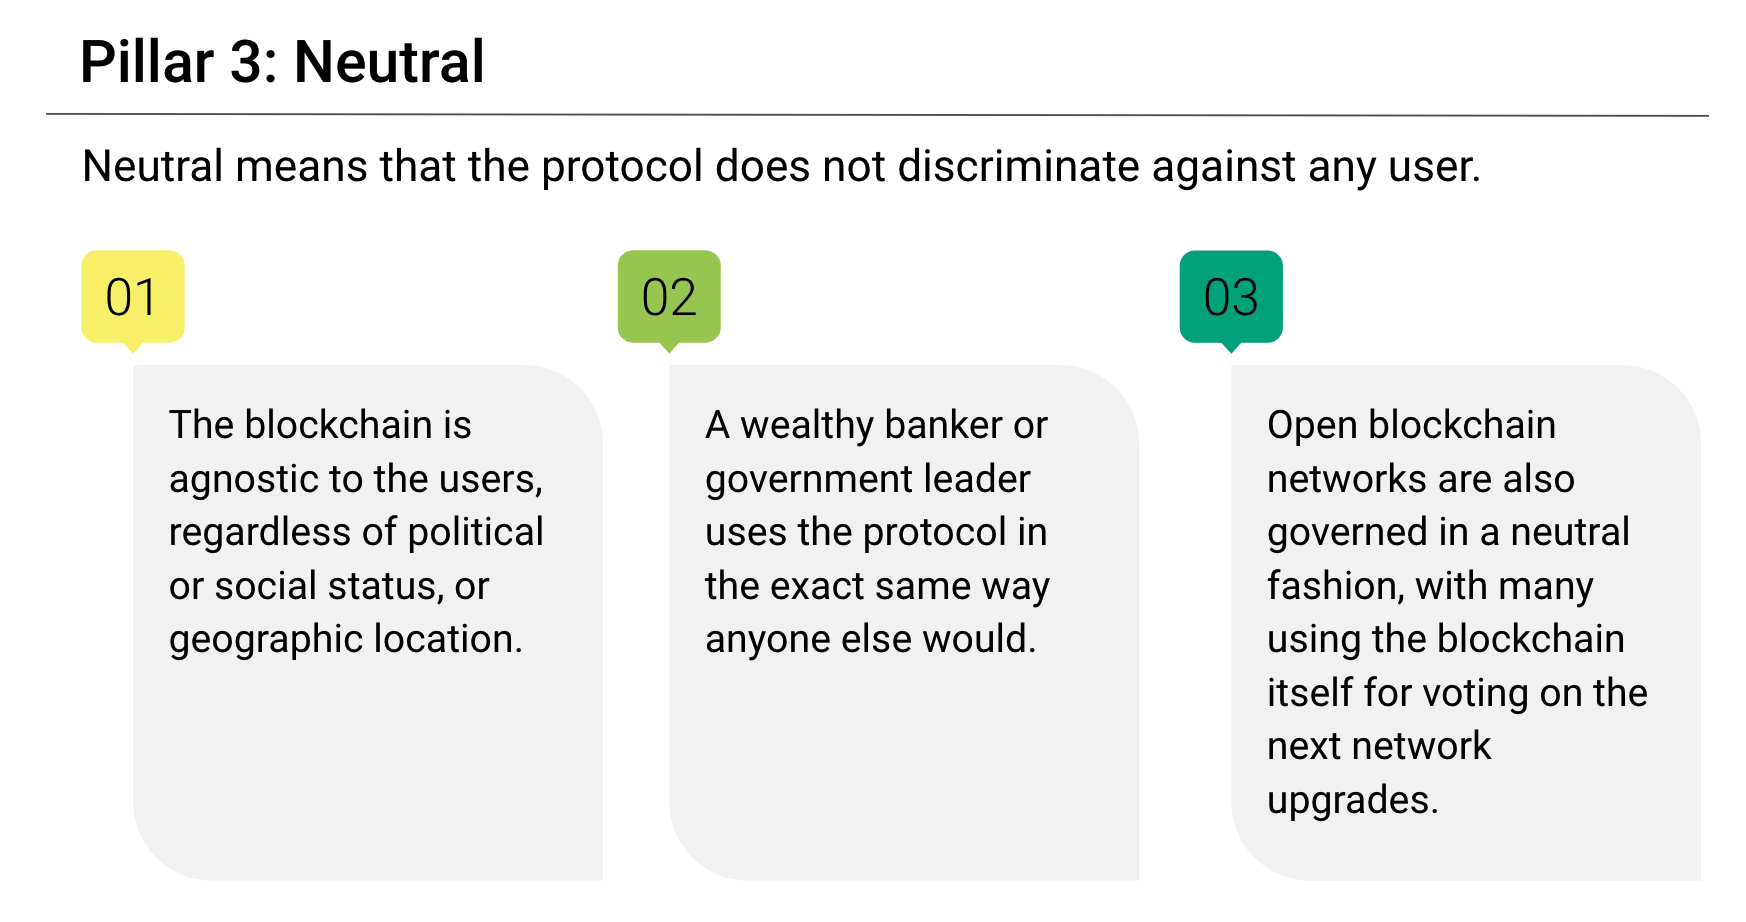 Pillar 3: Neutral
Neutral means that the protocol does not discriminate against any user.
01
The blockchain is
agnostic to the users,
regardless of political
or social status, or
geographic location.
02
A wealthy banker or
government leader
uses the protocol in
the exact same way
anyone else would.
03
Open blockchain
networks are also
governed in a neutral
fashion, with many
using the blockchain
itself for voting on the
next network
upgrades.